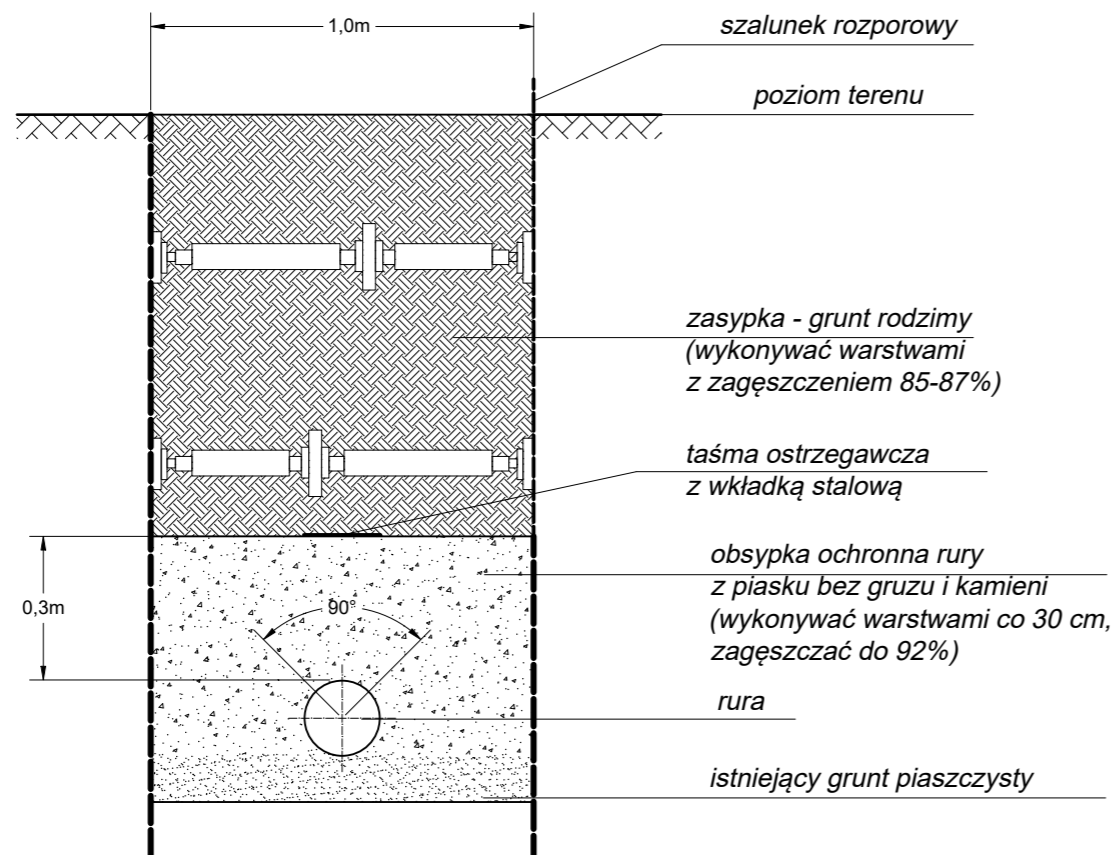 1,0m
szalunek rozporowy
poziom terenu
zasypka - grunt rodzimy
(wykonywać warstwami
z zagęszczeniem 85-87%)
taśma ostrzegawcza
z wkładką stalową
obsypka ochronna rury
z piasku bez gruzu i kamieni
(wykonywać warstwami co 30 cm,
zagęszczać do 92%)
0,3m
90°
rura
istniejący grunt piaszczysty